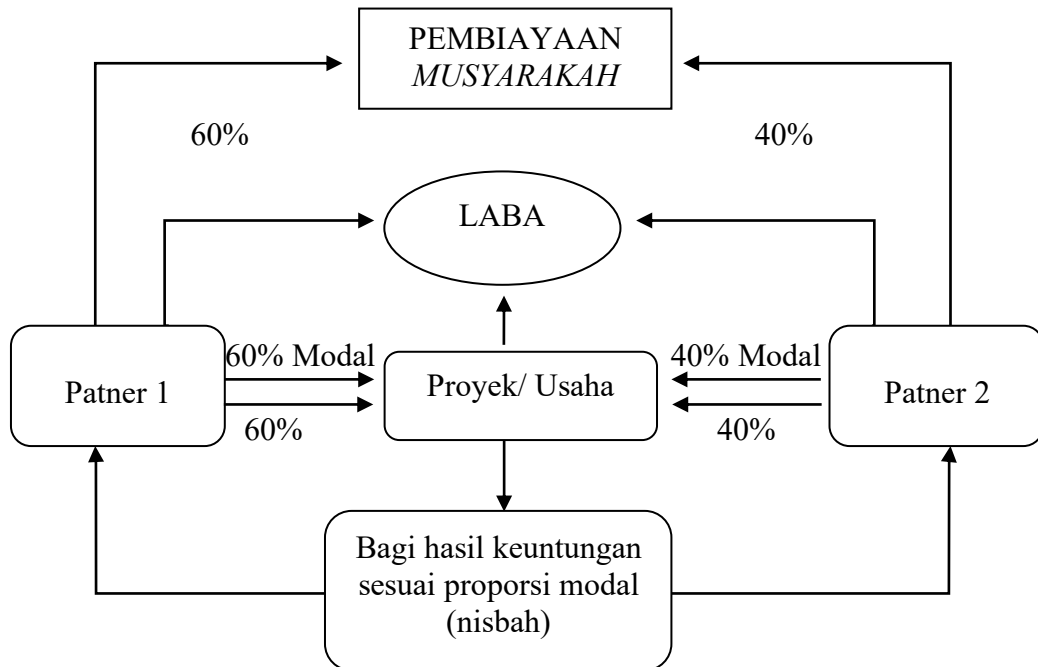 PEMBIAYAAN
MUSYARAKAH
60%
40%
LABA
60% Modal
40% Modal
Patner 1
Proyek/ Usaha
Patner 2
60%
40%
Bagi hasil keuntungan
sesuai proporsi modal
(nisbah)